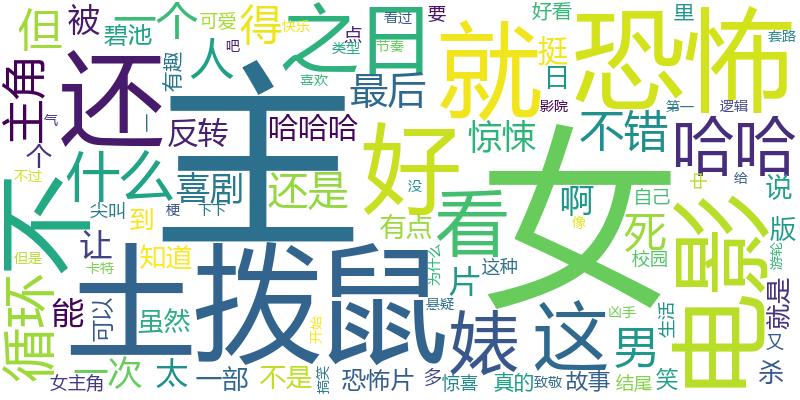 但
被
一个
碧池
可爱
得
人
之日
点
快乐
吧
喜欢
看过
类型
节奏
要
好看
挺
里
日
恐怖
套路
主角
还
主
有趣
反转
哈哈哈
最后
好
就
惊悚
影院
不错
第一
逻辑
哈哈
个
气
一
不
什么
喜剧
还是
没
看
女
啊
自己
中
给
说
电影
不过
尖叫
梗
下卡
到
有点
像
死
版
但是
让
卡特
知道
土拨鼠
为什么
片
这种
校园
游轮
就是
循环
能
可以
虽然
开始
悬疑
婊
这
凶手
男
生活
又
女主角
一次
太
一部
不是
搞笑
恐怖片
多
惊喜
真的
致敬
故事
结尾
笑
杀